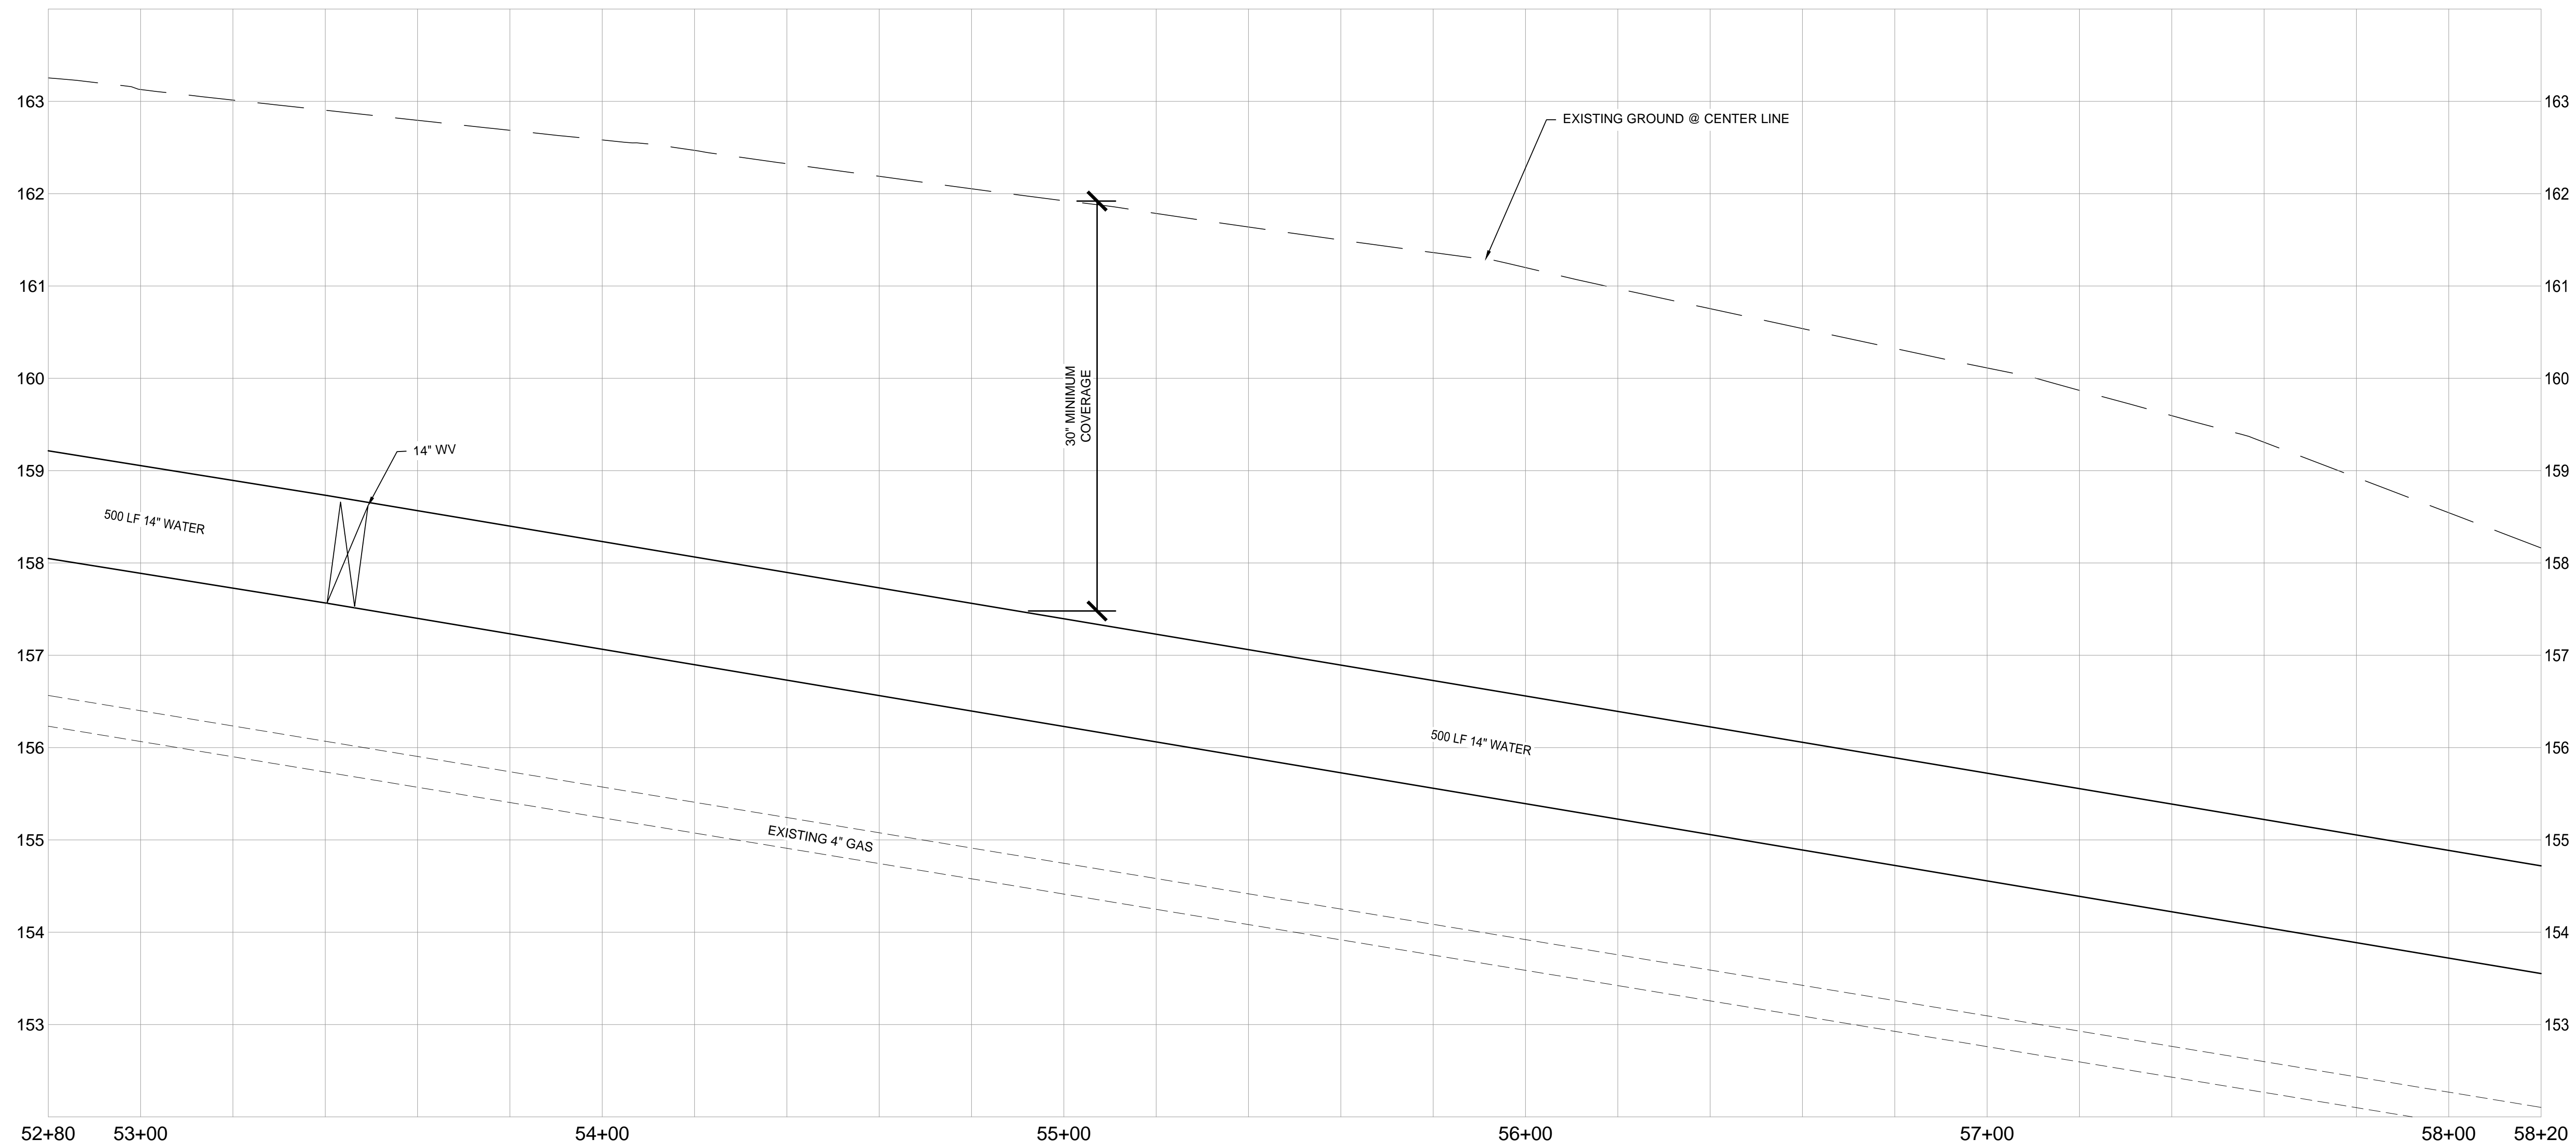 163
163
EXISTING GROUND @ CENTER LINE
162
162
161
161
160
160
30" MINIMUM
COVERAGE
14" WV
159
159
500 LF 14" WATER
158
158
157
157
500 LF 14" WATER
156
156
EXISTING 4" GAS
155
155
154
154
153
153
52+80 53+00 54+00 55+00 56+00 57+00 58+00 58+20